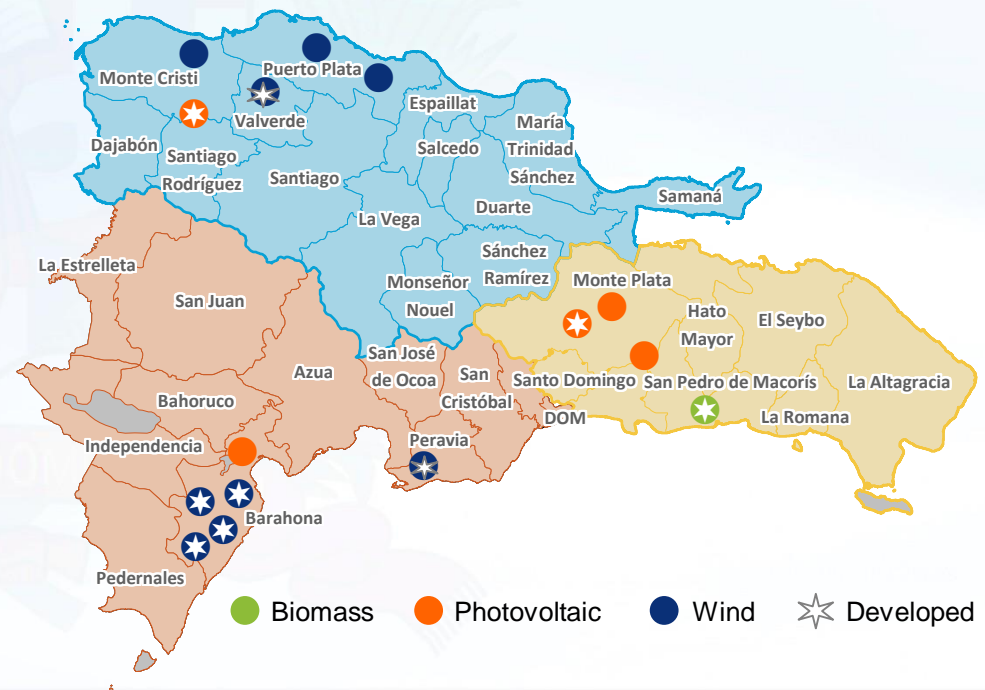 Monte Cristi
Puerto Plata
Espaillat
Valverde
María
Trinidad
Sánchez
Dajabón
Santiago
Rodríguez
Salcedo
Santiago
Samaná
Duarte
La Vega
Sánchez
Ramírez
La Estrelleta
Monseñor
Nouel
Monte Plata
San Juan
Hato
Mayor
El Seybo
San José
de Ocoa
Azua
San
Cristóbal
Santo Domingo
San Pedro de Macorís
La Altagracia
Bahoruco
DOM
La Romana
Independencia
Peravia
Barahona
Pedernales
Biomass
Photovoltaic
Wind
Developed